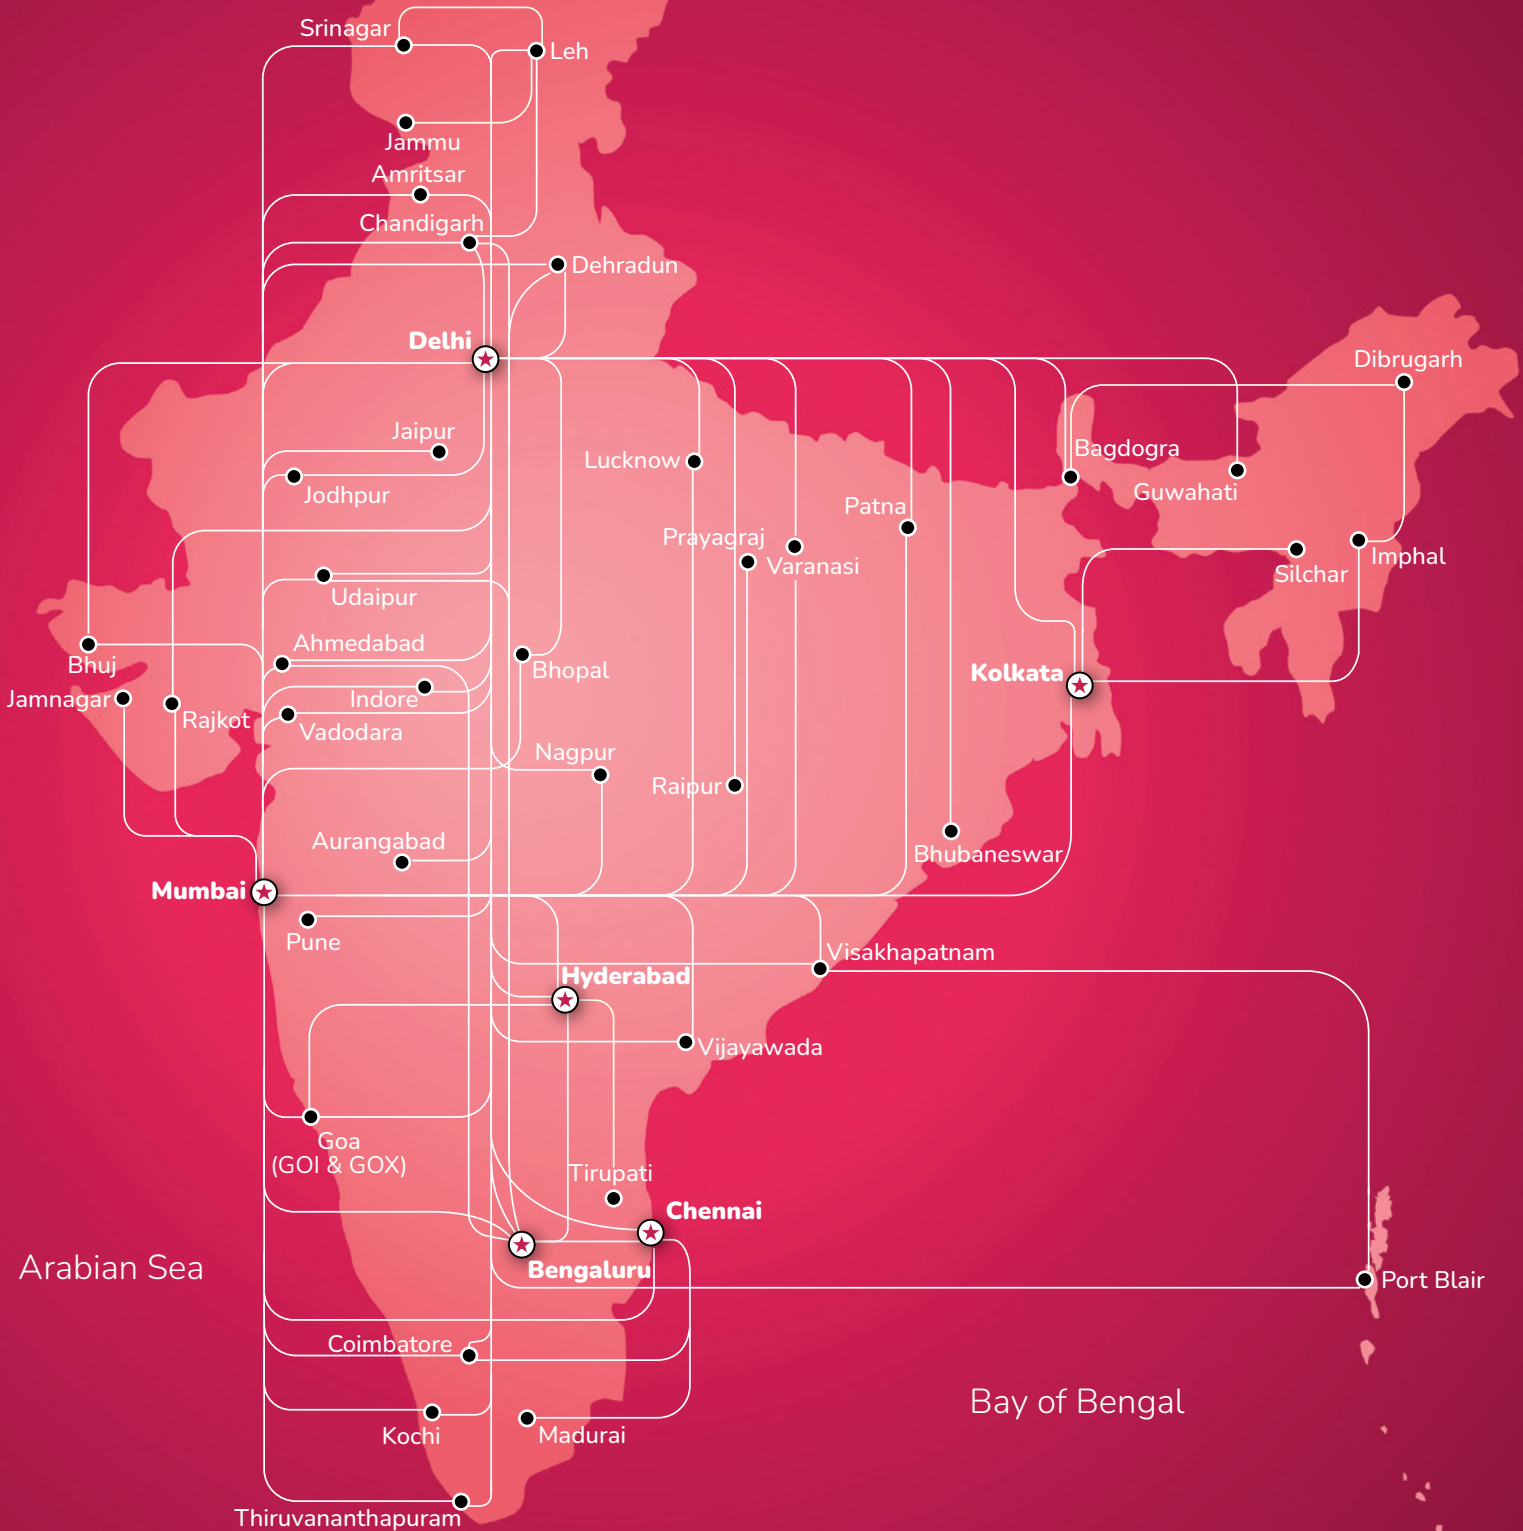 Srinagar
Leh
Jammu
Amritsar
Chandigarh
Dehradun
Delhi
Dibrugarh
Jaipur
Bagdogra
Lucknow
Jodhpur
Guwahati
Patna
Prayagraj
Varanasi
Imphal
Silchar
Udaipur
Ahmedabad
Bhuj
Bhopal
Kolkata
Jamnagar
Indore
Rajkot
Vadodara
Nagpur
Raipur
Aurangabad
Bhubaneswar
Mumbai
Pune
Visakhapatnam
Hyderabad
Vijayawada
Goa
(GOI & GOX)
Tirupati
Chennai
Arabian Sea
Bengaluru
Port Blair
Coimbatore
Bay of Bengal
Kochi
Madurai
Thiruvananthapuram